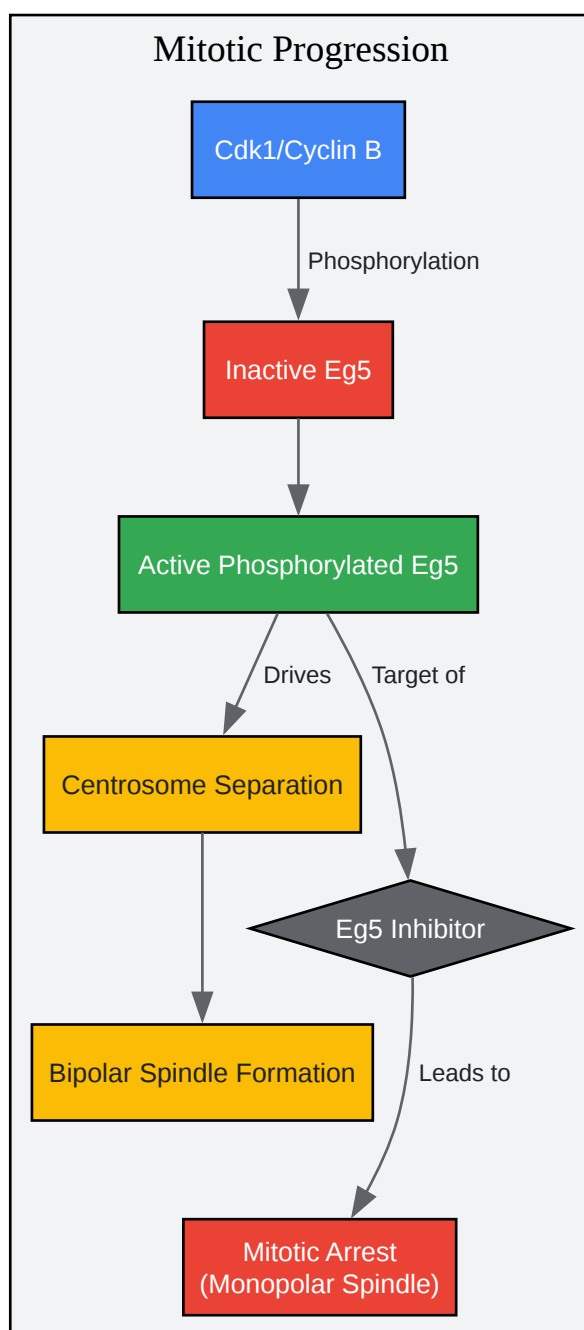 Mitotic Progression
Cdk1/Cyclin B
Phosphorylation
Inactive Eg5
Active Phosphorylated Eg5
Drives
Target of
Centrosome Separation
Eg5 Inhibitor
Bipolar Spindle Formation
Leads to
Mitotic Arrest
(Monopolar Spindle)